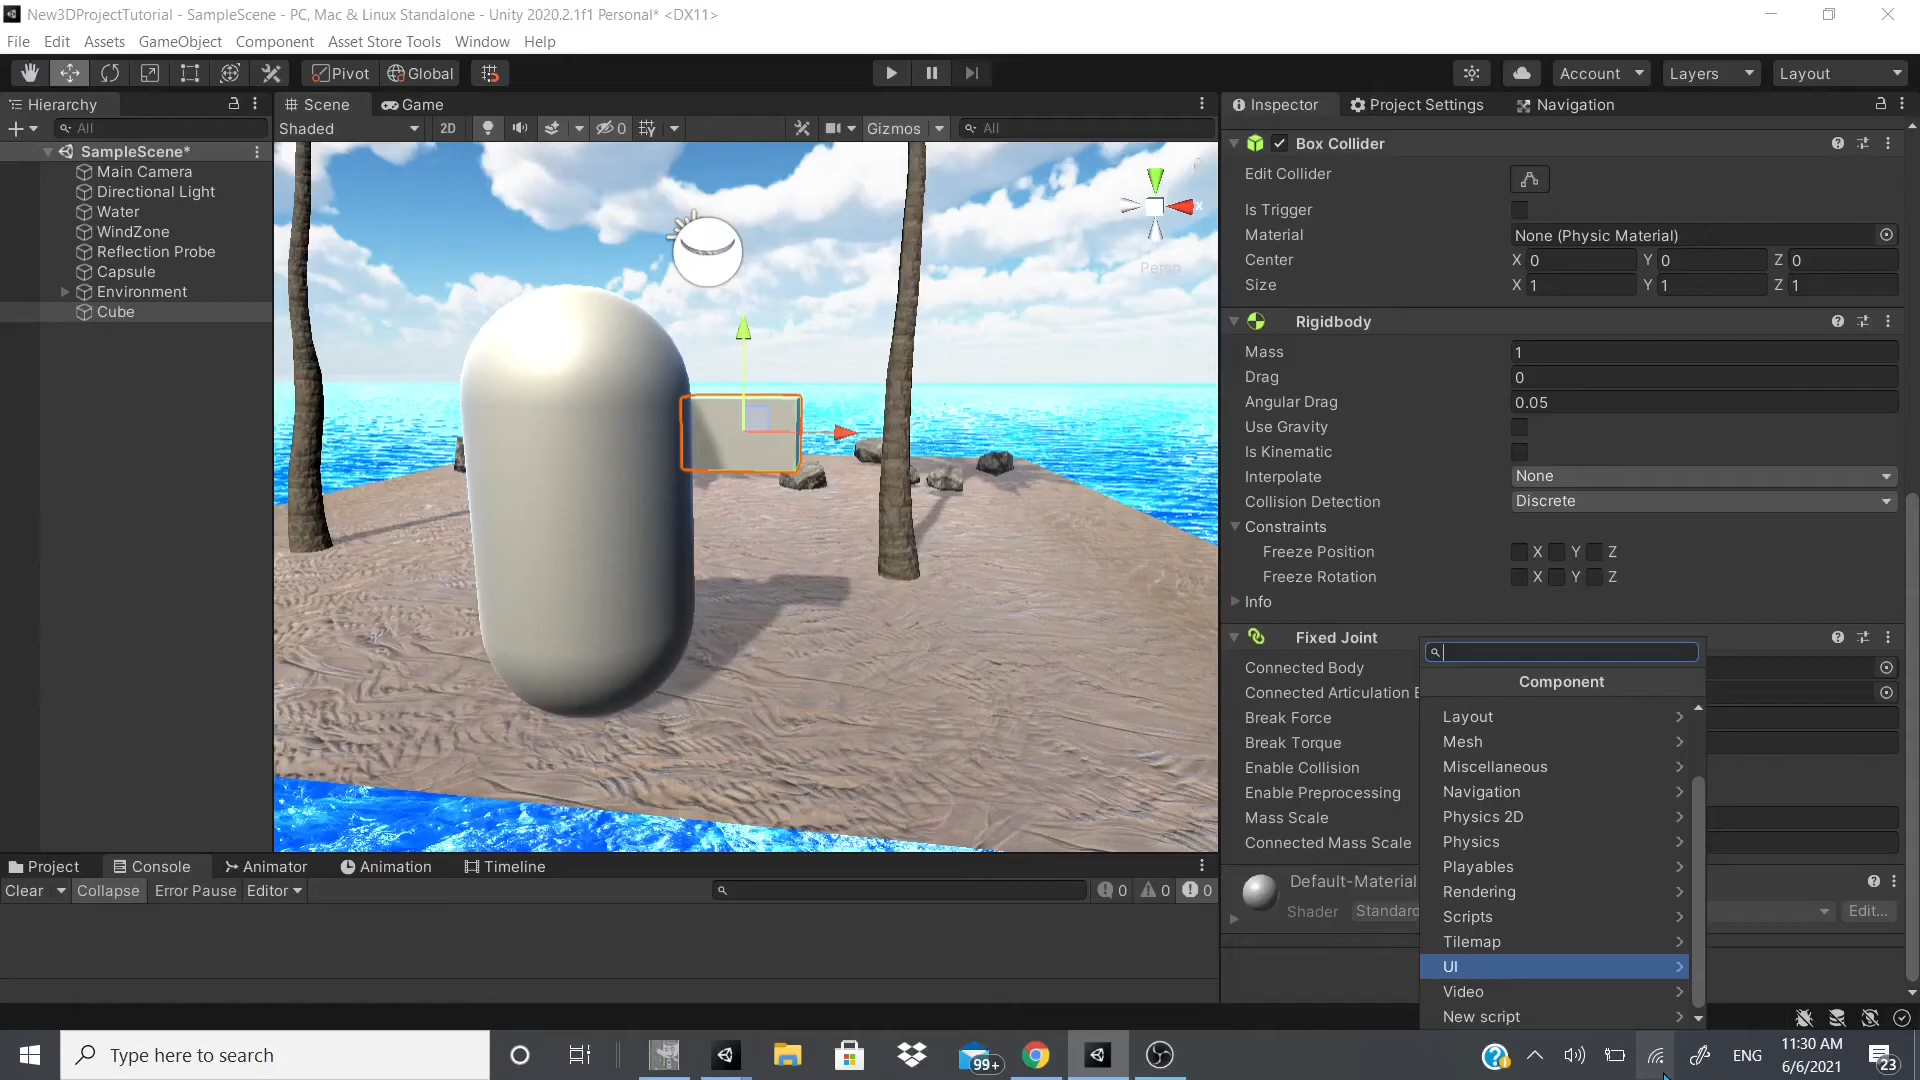 New3DProjectTutorial - SampleScene - PC, Mac & Linux Standalone - Unity 2020.2.1f1 Personal* <DX11>
File Edit Assets GameObject Component Asset Store Tools Window Help
Pivot Global Account Layers Layout
Hierarchy
All
SampleScene*
Main Camera
Directional Light
Water
WindZone
Reflection Probe
Capsule
Environment
Cube
Scene Game
Shaded 2D 0 Gizmos All
x
Persp
Inspector Project Settings Navigation
Box Collider
Edit Collider
Is Trigger
Material None (Physic Material)
Center X 0 Y 0 Z 0
Size X 1 Y 1 Z 1
Rigidbody
Mass 1
Drag 0
Angular Drag 0.05
Use Gravity
Is Kinematic
Interpolate None
Collision Detection Discrete
Constraints
Freeze Position X Y Z
Freeze Rotation X Y Z
Info
Fixed Joint
Connected Body
Connected Articulation B
Break Force
Break Torque
Enable Collision
Enable Preprocessing
Mass Scale
Connected Mass Scale
Default-Material
Shader Standard Edit...
Component
Layout
Mesh
Miscellaneous
Navigation
Physics 2D
Physics
Playables
Rendering
Scripts
Tilemap
UI
Video
New script
Project Console Animator Animation Timeline
Clear Collapse Error Pause Editor 0 0 0
Type here to search 99+ ENG 11:30 AM
6/6/2021 23